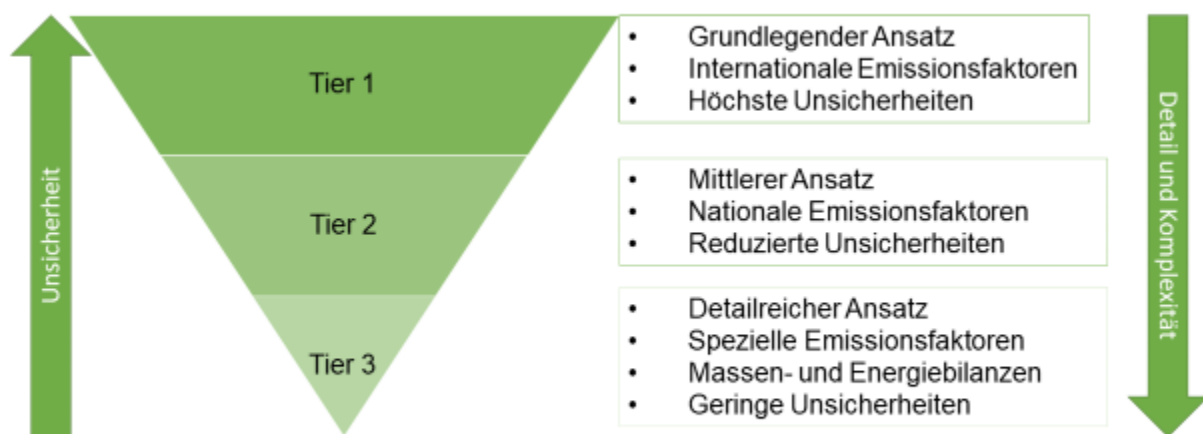 Unsicherheit
Tier 1
• Grundlegender Ansatz
• Internationale Emissionsfaktoren
• Höchste Unsicherheiten
Tier 2
• Mittlerer Ansatz
• Nationale Emissionsfaktoren
• Reduzierte Unsicherheiten
Tier 3
• Detailreicher Ansatz
• Spezielle Emissionsfaktoren
• Massen- und Energiebilanzen
• Geringe Unsicherheiten
Detail und Komplexität